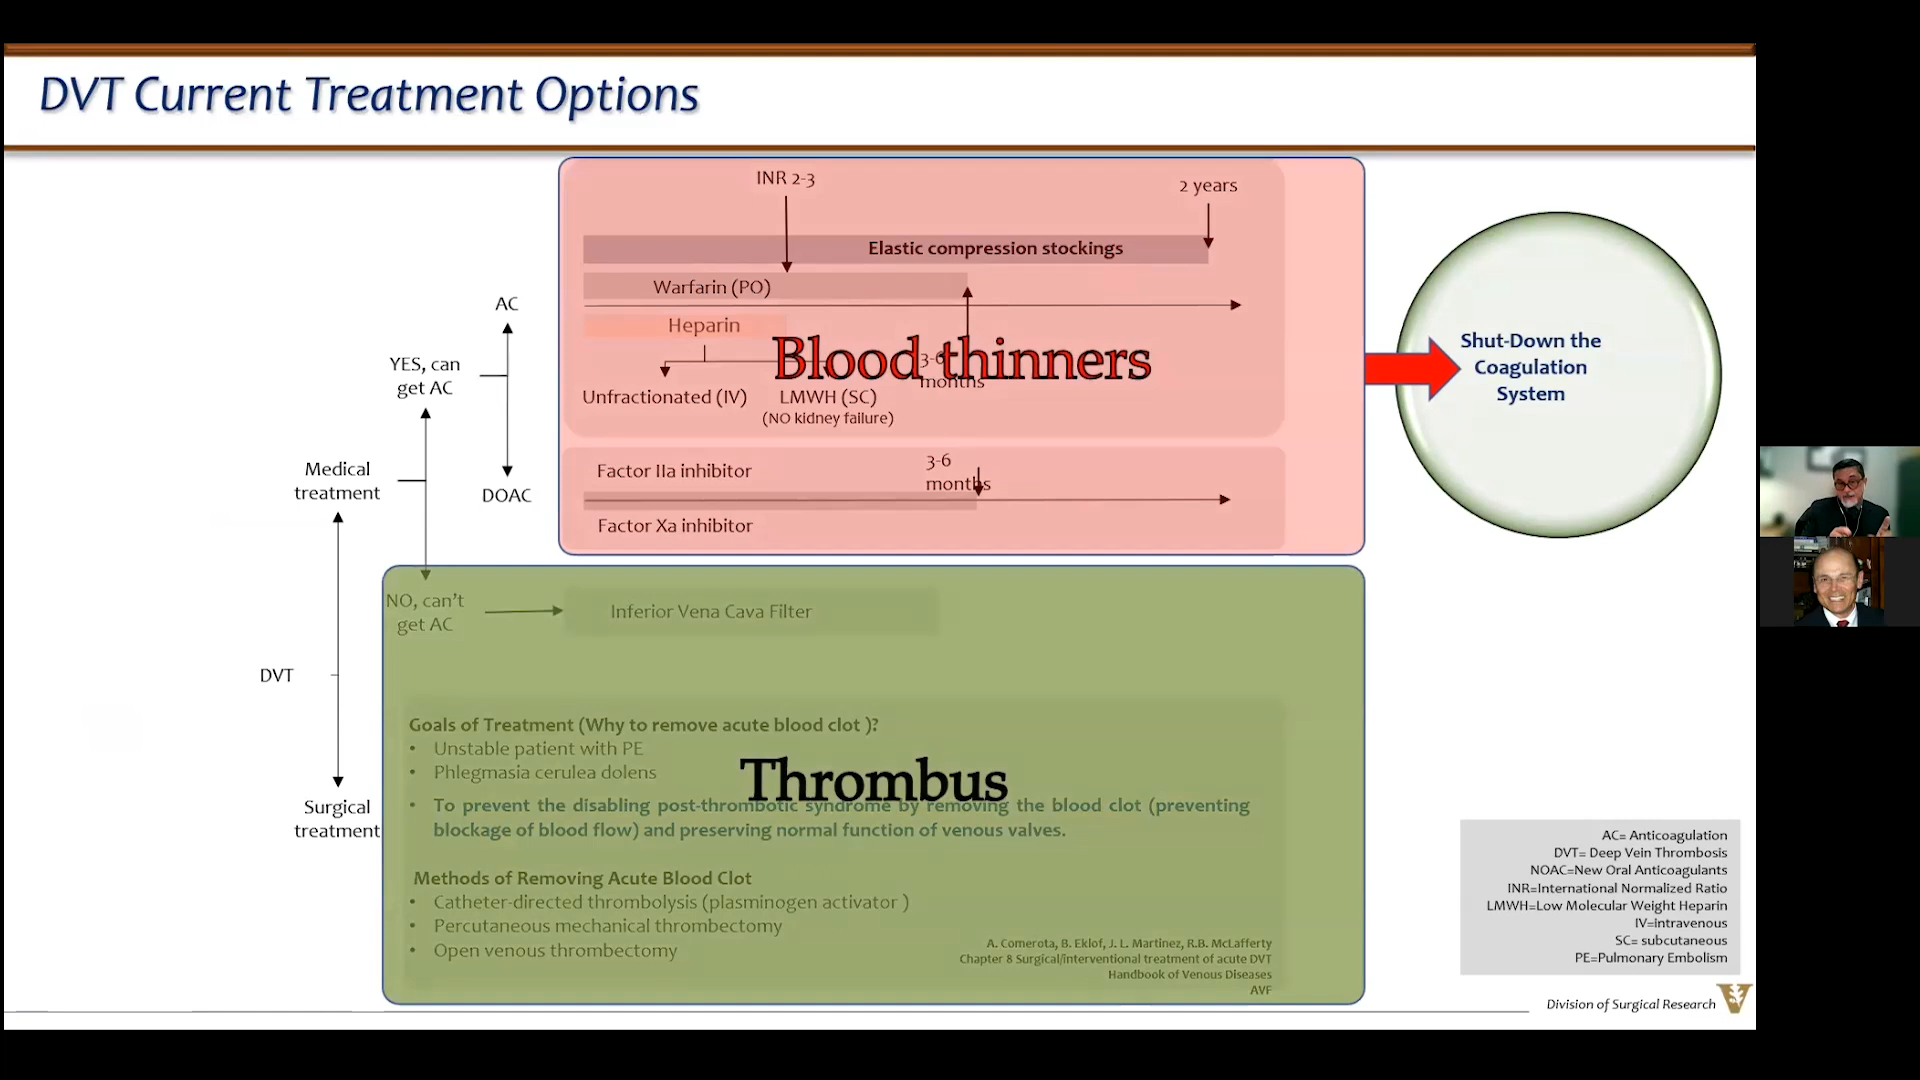 DVT Current Treatment Options
INR 2-3
2 years
Elastic compression stockings
Warfarin (PO)
Heparin
Blood thinners
3-6
months
Unfractionated (IV)
LMWH (SC)
(NO kidney failure)
AC
YES, can
get AC
DOAC
Medical
treatment
Factor IIa inhibitor
3-6
months
Factor Xa inhibitor
Shut-Down the
Coagulation
System
NO, can't
get AC
Inferior Vena Cava Filter
DVT
Surgical
treatment
Goals of Treatment (Why to remove acute blood clot )?
• Unstable patient with PE
• Phlegmasia cerulea dolens
Thrombus
• To prevent the disabling post-thrombotic syndrome by removing the blood clot (preventing
blockage of blood flow) and preserving normal function of venous valves.
Methods of Removing Acute Blood Clot
• Catheter-directed thrombolysis (plasminogen activator )
• Percutaneous mechanical thrombectomy
• Open venous thrombectomy
A. Comerota, B. Eklof, J. L. Martinez, R.B. McLafferty
Chapter 8 Surgical/interventional treatment of acute DVT
Handbook of Venous Diseases
AVF
AC= Anticoagulation
DVT= Deep Vein Thrombosis
NOAC=New Oral Anticoagulants
INR=International Normalized Ratio
LMWH=Low Molecular Weight Heparin
IV=intravenous
SC= subcutaneous
PE=Pulmonary Embolism
Division of Surgical Research